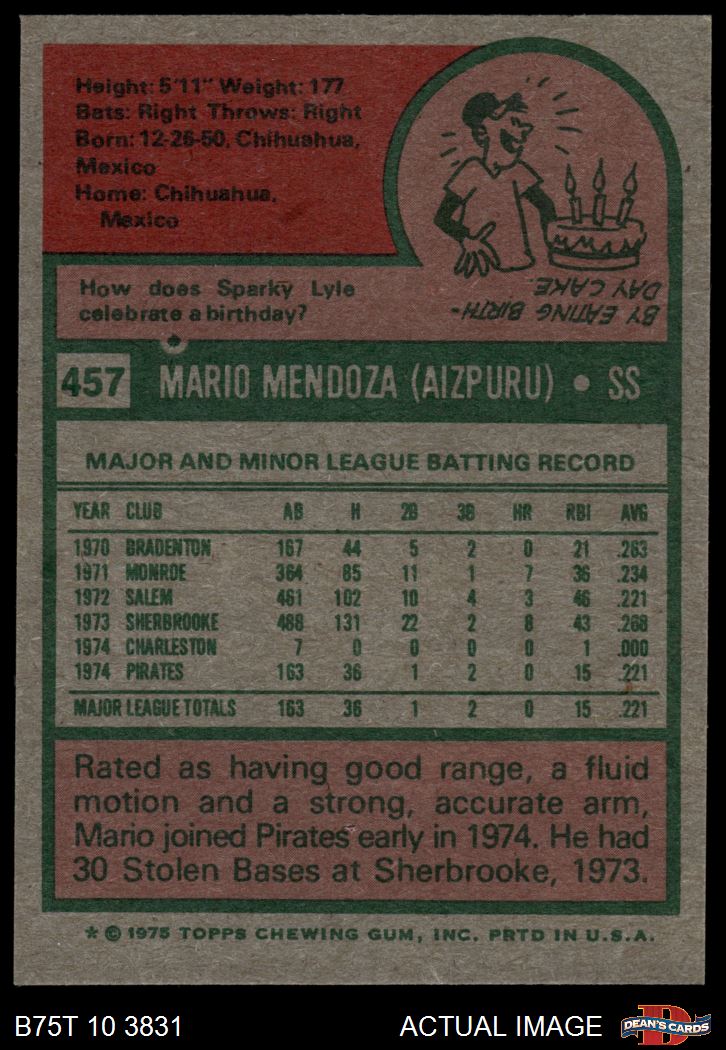 Height: 5'11" Weight: 177
Bats: Right Throws: Right
Born: 12-26-50, Chihuahua,
Mexico
Home: Chihuahua,
Mexico
How does Sparky Lyle
celebrate a birthday?
BY EATING BIRTH-
DAY CAKE.
457 MARIO MENDOZA (AIZPURU) • SS
MAJOR AND MINOR LEAGUE BATTING RECORD
YEAR CLUB AB H 2B 3B HR RBI AVG
1970 BRADENTON 167 44 5 2 0 21 .263
1971 MONROE 364 85 11 1 7 36 .234
1972 SALEM 461 102 10 4 3 46 .221
1973 SHERBROOKE 488 131 22 2 8 43 .268
1974 CHARLESTON 7 0 0 0 0 1 .000
1974 PIRATES 163 36 1 2 0 15 .221
MAJOR LEAGUE TOTALS 163 36 1 2 0 15 .221
Rated as having good range, a fluid
motion and a strong, accurate arm,
Mario joined Pirates early in 1974. He had
30 Stolen Bases at Sherbrooke, 1973.
* © 1975 TOPPS CHEWING GUM, INC. PRTD IN U.S.A.
B75T 10 3831 ACTUAL IMAGE
D
DEAN'S CARDS